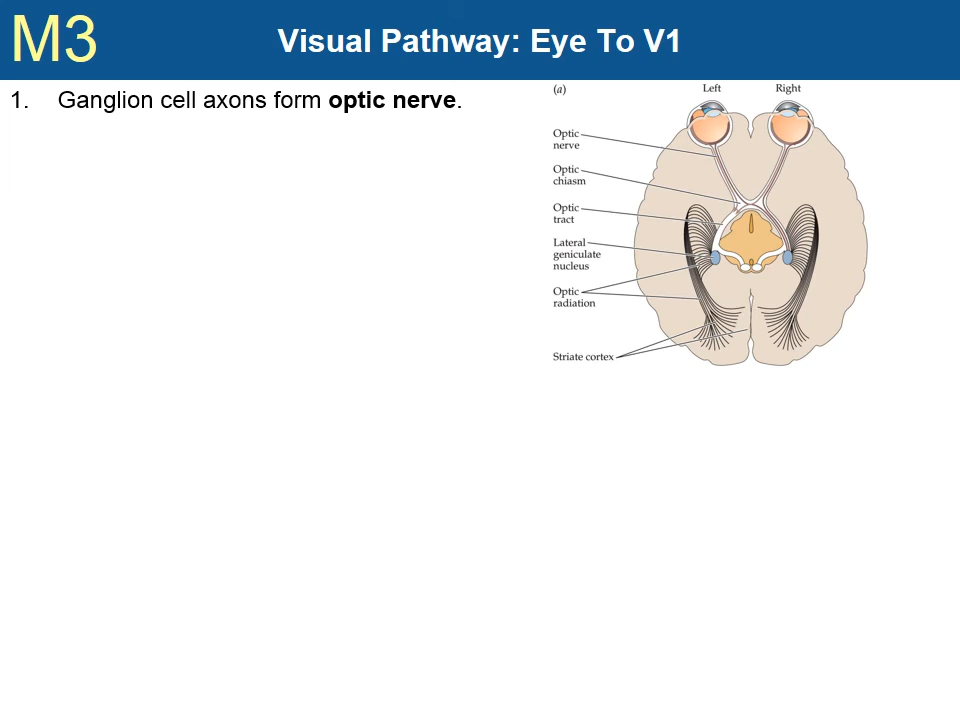 M3
Visual Pathway: Eye To V1
1. Ganglion cell axons form optic nerve.
(a)
Left
Right
Optic
nerve
Optic
chiasm
Optic
tract
Lateral
geniculate
nucleus
Optic
radiation
Striate cortex